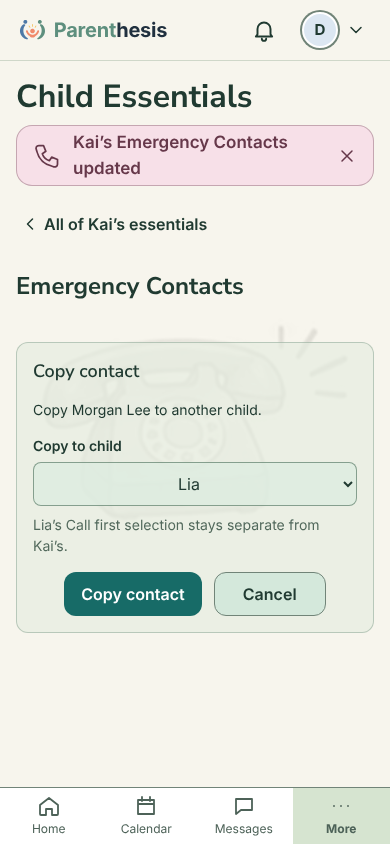 Parenthesis
D
Child Essentials
Kai’s Emergency Contacts
updated
All of Kai’s essentials
Emergency Contacts
Copy contact
Copy Morgan Lee to another child.
Copy to child
Lia
Lia’s Call first selection stays separate from
Kai’s.
Copy contact
Cancel
Home
Calendar
Messages
More